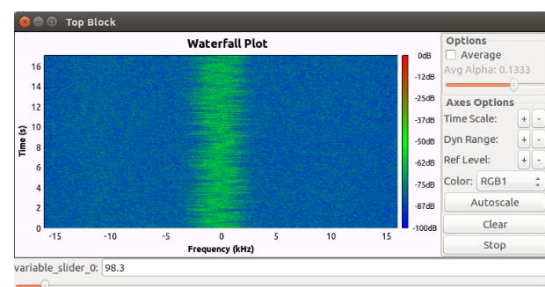 Top Block
Waterfall Plot
16
14
12
10
8
6
4
2
0
Time (s)
-15 -10 -5 0 5 10 15
Frequency (kHz)
0dB
-12dB
-25dB
-37dB
-50dB
-62dB
-75dB
-87dB
-100dB
Options
Average
Avg Alpha: 0.1333
Axes Options
Time Scale: + -
Dyn Range: + -
Ref Level: + -
Color: RGB1
Autoscale
Clear
Stop
variable_slider_0: 98.3